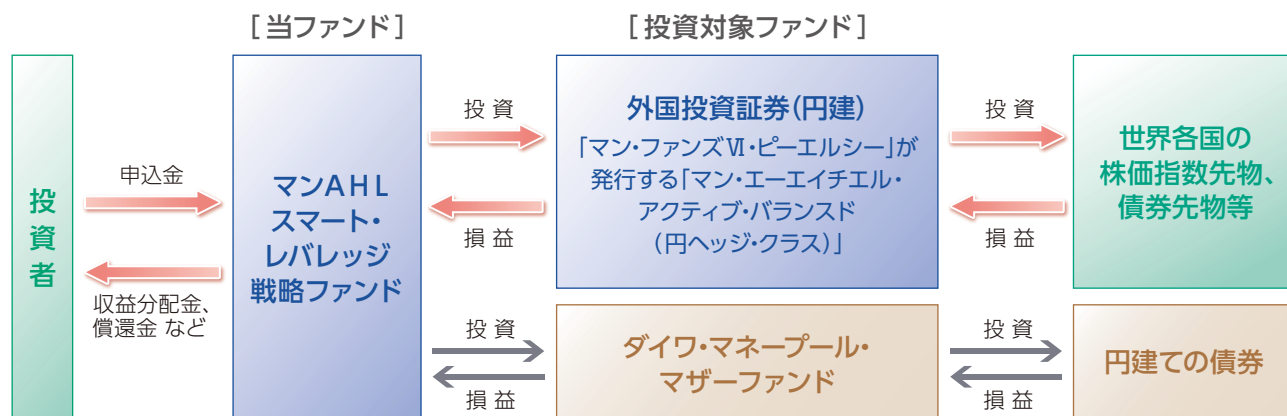 [当ファンド]
[投資対象ファンド]
投資者
申込金
収益分配金、
償還金 など
マンAHL
スマート・
レバレッジ
戦略ファンド
投 資
損 益
外国投資証券(円建)
「マン・ファンズⅥ・ピーエルシー」が
発行する「マン・エーエイチエル・
アクティブ・バランスド
(円ヘッジ・クラス)」
投 資
損 益
世界各国の
株価指数先物、
債券先物等
投 資
損 益
ダイワ・マネープール・
マザーファンド
投 資
損 益
円建ての債券